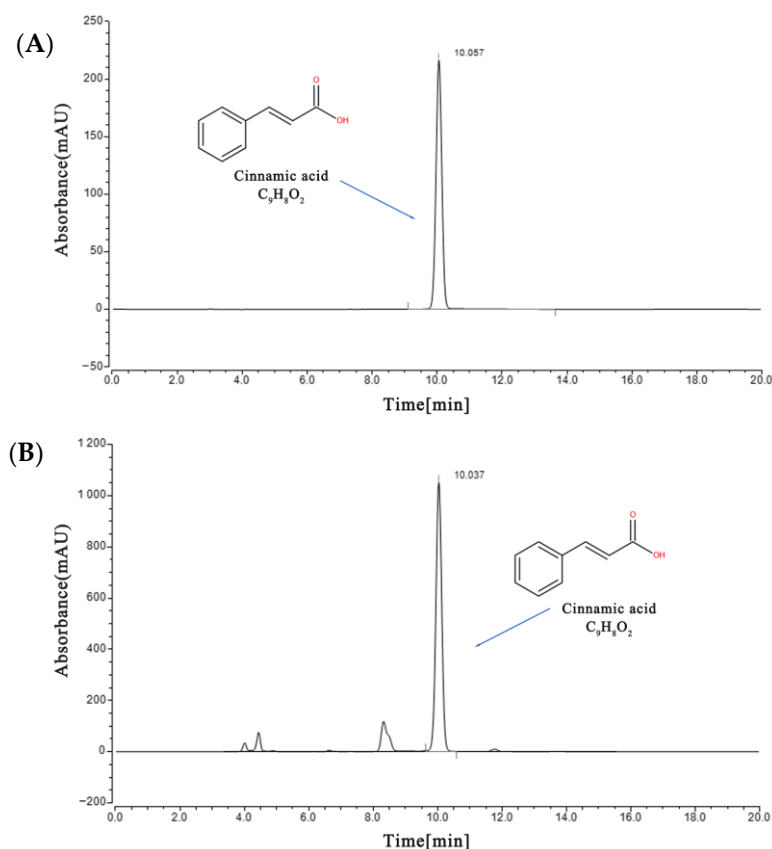 (A)
250
200
150
100
50
0
−50
Absorbance(mAU)
10.057
O
OH
Cinnamic acid
C₉H₈O₂
0.0 2.0 4.0 6.0 8.0 10.0 12.0 14.0 16.0 18.0 20.0
Time[min]
(B)
1 200
1 000
800
600
400
200
0
−200
Absorbance(mAU)
10.037
O
OH
Cinnamic acid
C₉H₈O₂
0.0 2.0 4.0 6.0 8.0 10.0 12.0 14.0 16.0 18.0 20.0
Time[min]